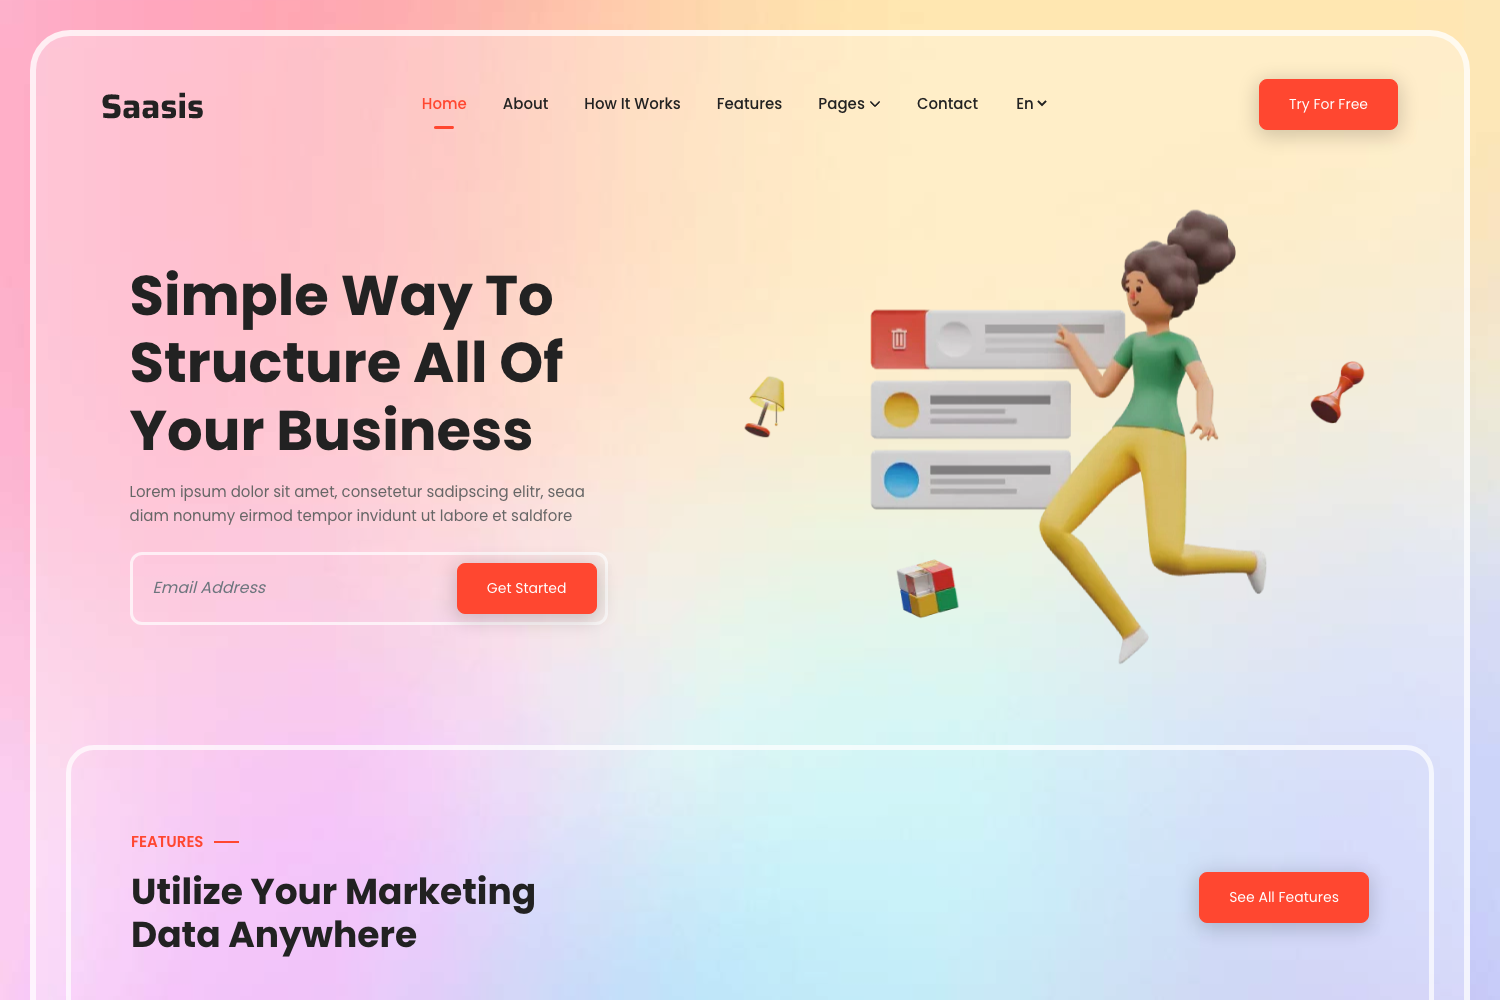 Saasis
Home
About
How It Works
Features
Pages
Contact
En
Try For Free
Simple Way To
Structure All Of
Your Business
Lorem ipsum dolor sit amet, consetetur sadipscing elitr, seaa
diam nonumy eirmod tempor invidunt ut labore et saldfore
Email Address
Get Started
FEATURES
Utilize Your Marketing
Data Anywhere
See All Features